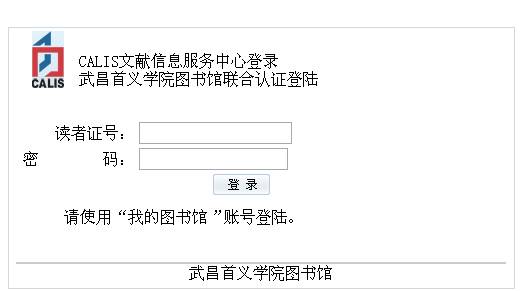 CALIS
CALIS文献信息服务中心登录
武昌首义学院图书馆联合认证登陆
读者证号：
密 码：
登 录
请使用“我的图书馆 ”账号登陆。
武昌首义学院图书馆